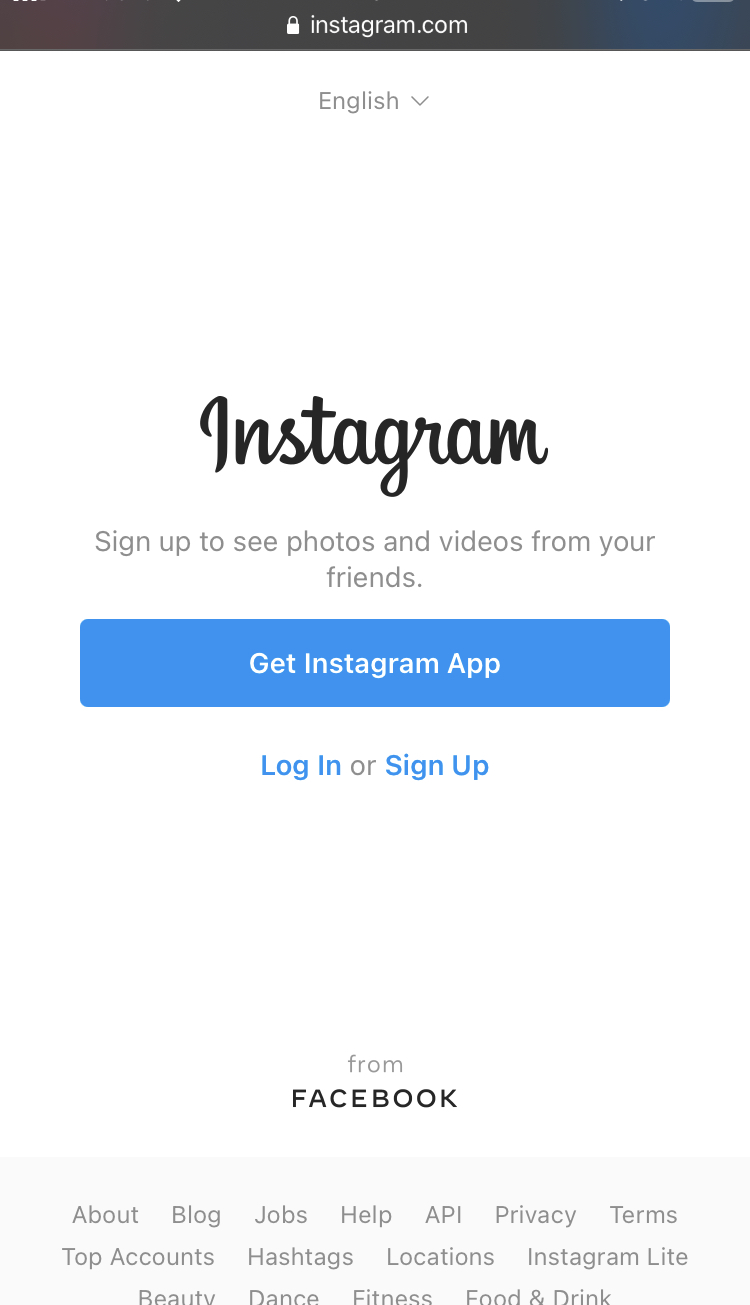 instagram.com
English
Instagram
Sign up to see photos and videos from your
friends.
Get Instagram App
Log In or Sign Up
from
FACEBOOK
About Blog Jobs Help API Privacy Terms
Top Accounts Hashtags Locations Instagram Lite
Beauty Dance Fitness Food & Drink